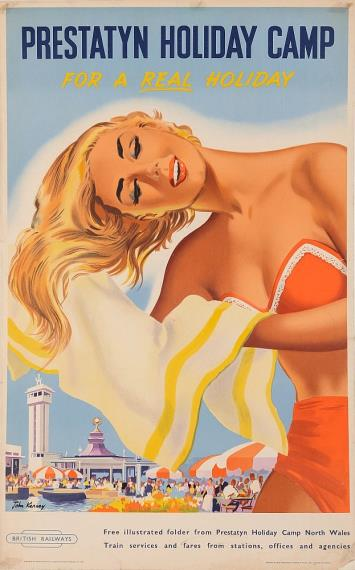 PRESTATYN HOLIDAY CAMP
FOR A REAL HOLIDAY
John Kenney
BRITISH RAILWAYS
Free illustrated folder from Prestatyn Holiday Camp North Wales
Train services and fares from stations, offices and agencies